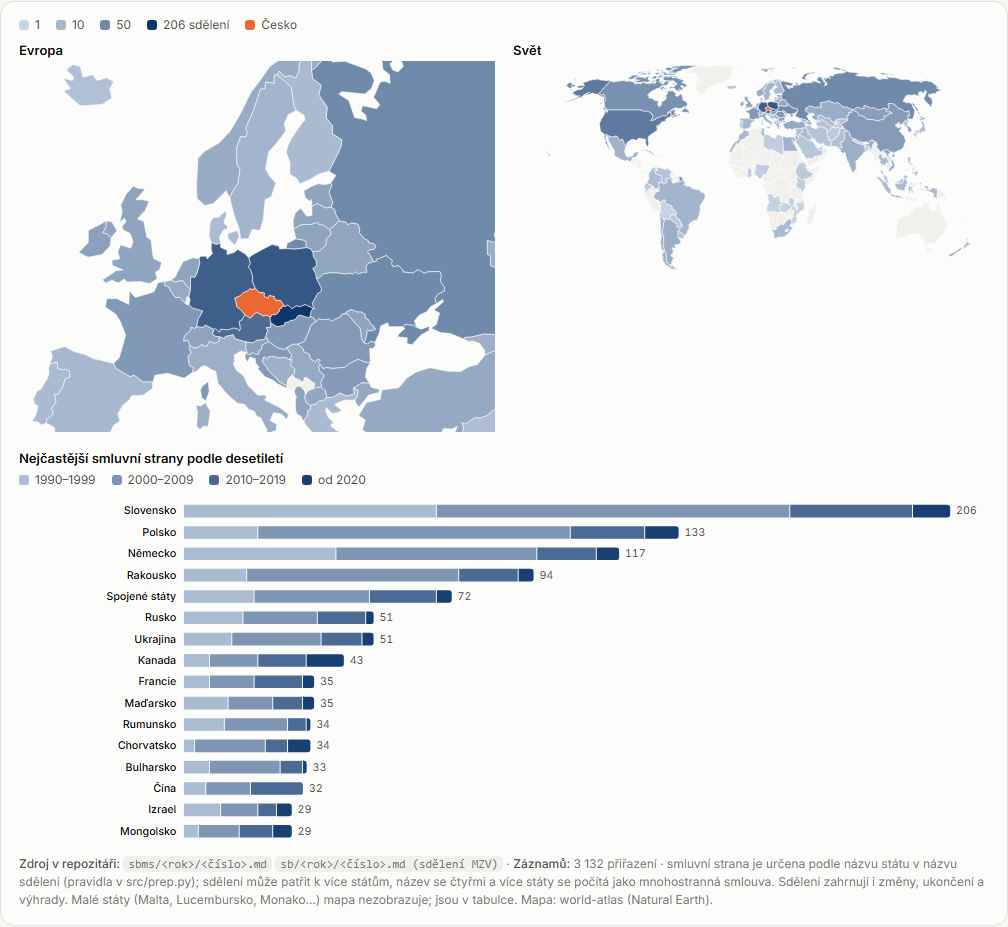 1 10 50 206 sdělení Česko
Evropa
Svět
Nejčastější smluvní strany podle desetiletí
1990–1999 2000–2009 2010–2019 od 2020
Slovensko 206
Polsko 133
Německo 117
Rakousko 94
Spojené státy 72
Rusko 51
Ukrajina 51
Kanada 43
Francie 35
Maďarsko 35
Rumunsko 34
Chorvatsko 34
Bulharsko 33
Čína 32
Izrael 29
Mongolsko 29
Zdroj v repozitáři: sbms/<rok>/<číslo>.md sb/<rok>/<číslo>.md (sdělení MZV) · Záznamů: 3 132 přiřazení · smluvní strana je určena podle názvu státu v názvu
sdělení (pravidla v src/prep.py); sdělení může patřit k více státům, název se čtyřmi a více státy se počítá jako mnohostranná smlouva. Sdělení zahrnují i změny, ukončení a
výhrady. Malé státy (Malta, Lucembursko, Monako…) mapa nezobrazuje; jsou v tabulce. Mapa: world-atlas (Natural Earth).